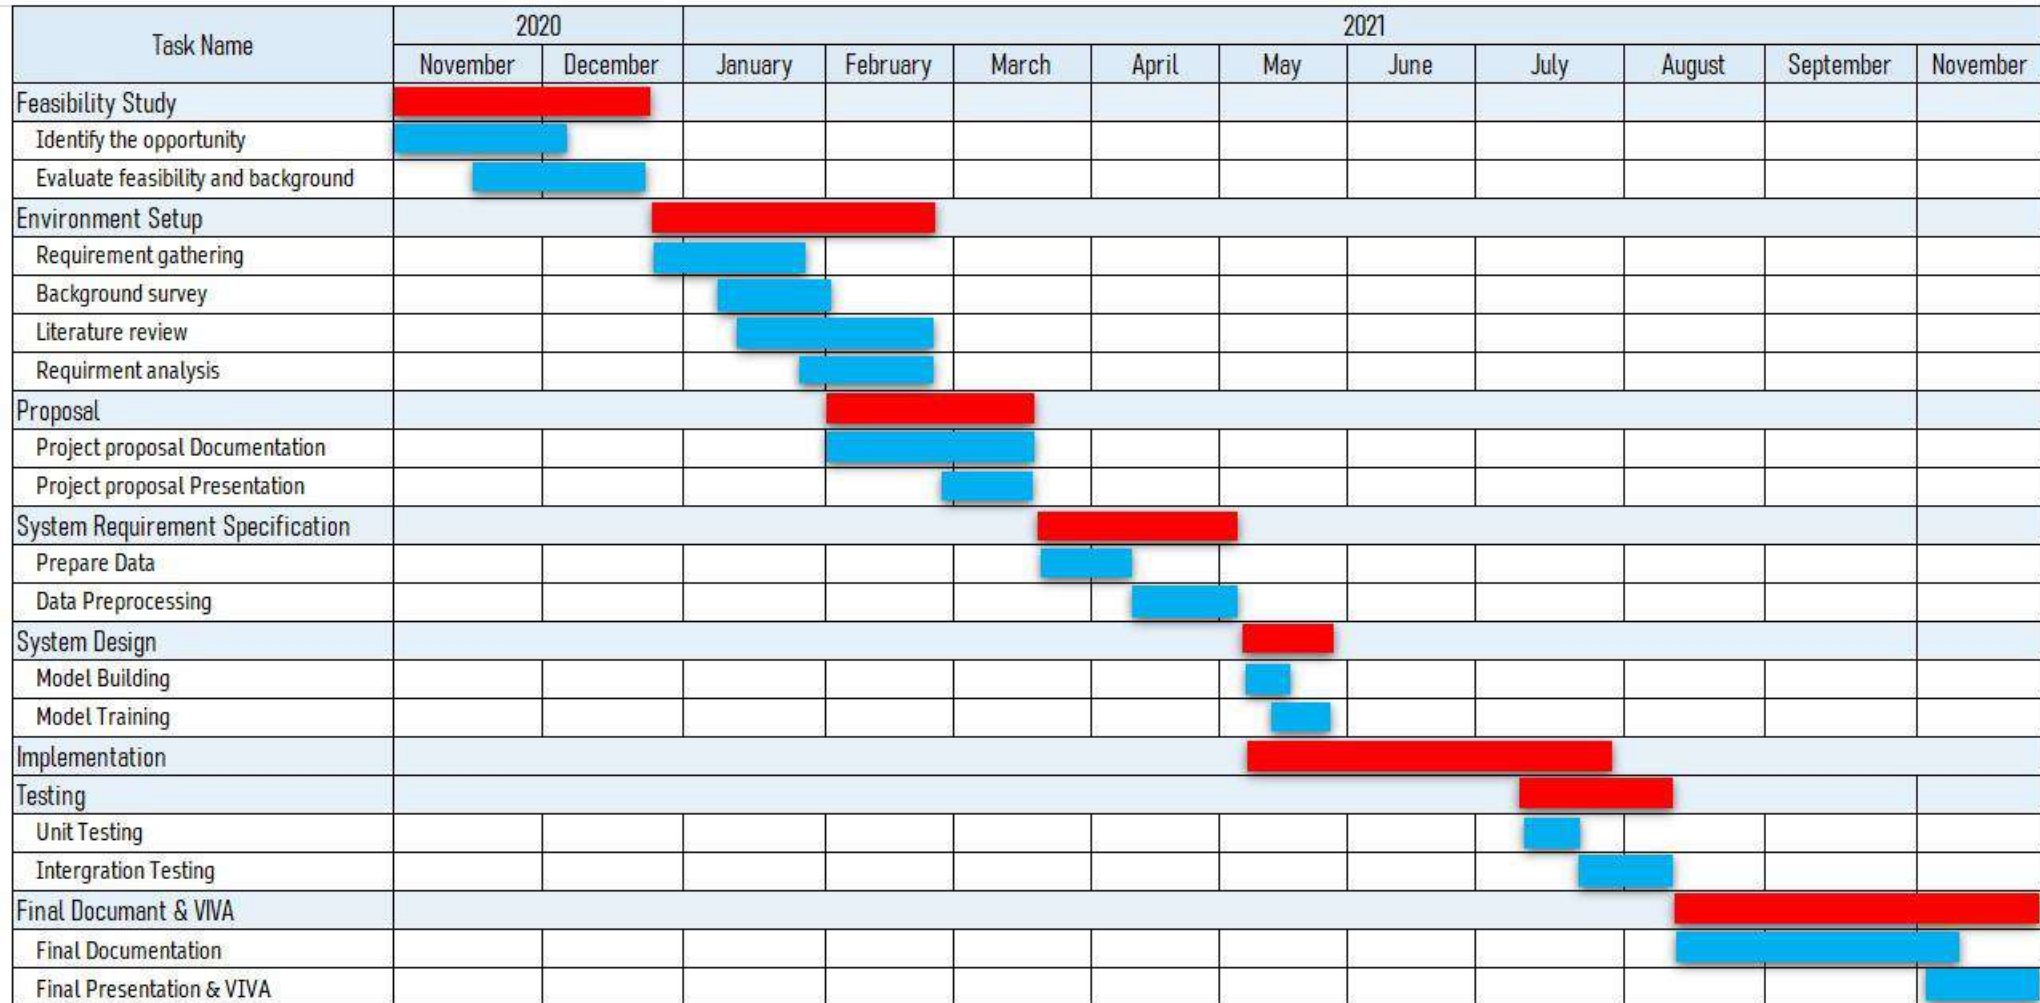 Task Name
2020
2021
November December January February March April May June July August September November
Feasibility Study
Identify the opportunity
Evaluate feasibility and background
Environment Setup
Requirement gathering
Background survey
Literature review
Requirment analysis
Proposal
Project proposal Documentation
Project proposal Presentation
System Requirement Specification
Prepare Data
Data Preprocessing
System Design
Model Building
Model Training
Implementation
Testing
Unit Testing
Intergration Testing
Final Documant & VIVA
Final Documentation
Final Presentation & VIVA